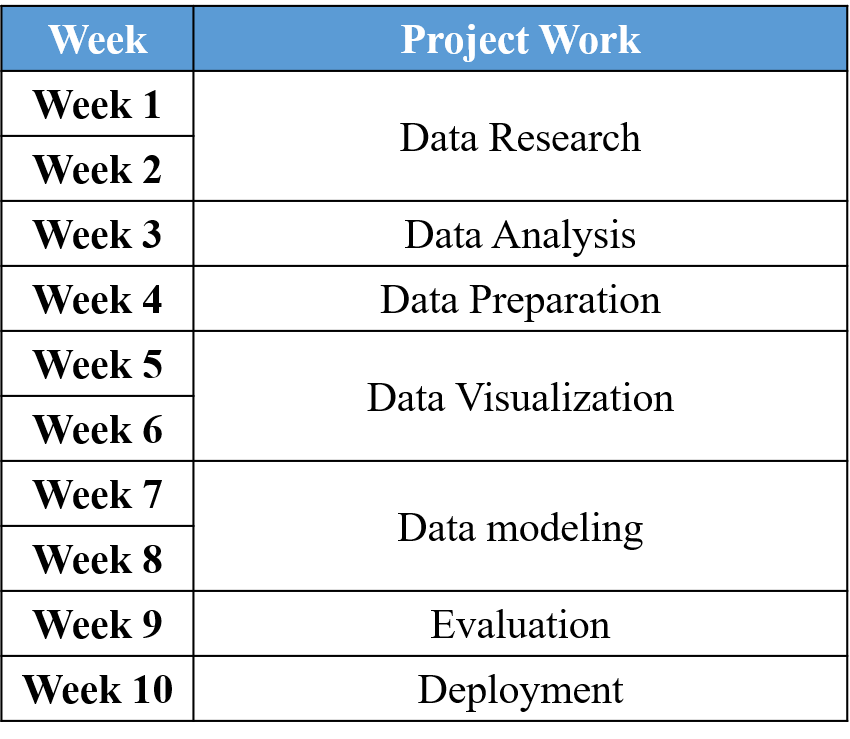 Week Project Work
Week 1
Data Research
Week 2
Week 3 Data Analysis
Week 4 Data Preparation
Week 5
Data Visualization
Week 6
Week 7
Data modeling
Week 8
Week 9 Evaluation
Week 10 Deployment